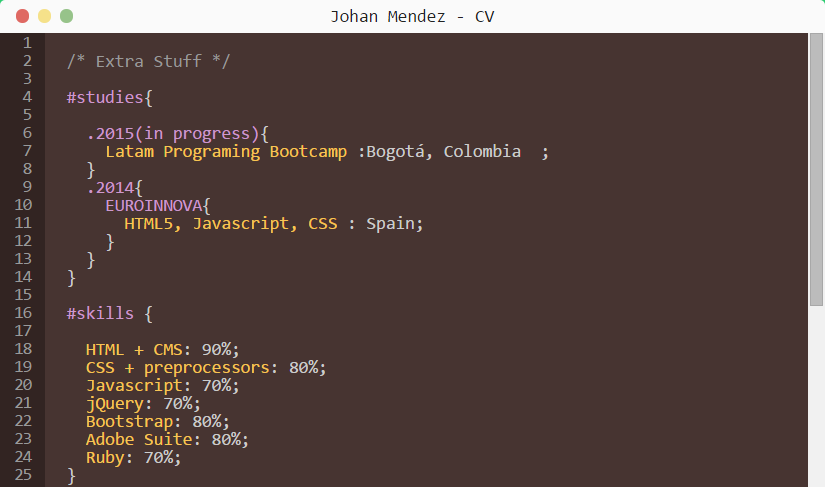 Johan Mendez - CV
1
2 /* Extra Stuff */
3
4 #studies{
5
6 .2015(in progress){
7 Latam Programing Bootcamp :Bogotá, Colombia ;
8 }
9 .2014{
10 EUROINNOVA{
11 HTML5, Javascript, CSS : Spain;
12 }
13 }
14 }
15
16 #skills {
17
18 HTML + CMS: 90%;
19 CSS + preprocessors: 80%;
20 Javascript: 70%;
21 jQuery: 70%;
22 Bootstrap: 80%;
23 Adobe Suite: 80%;
24 Ruby: 70%;
25 }